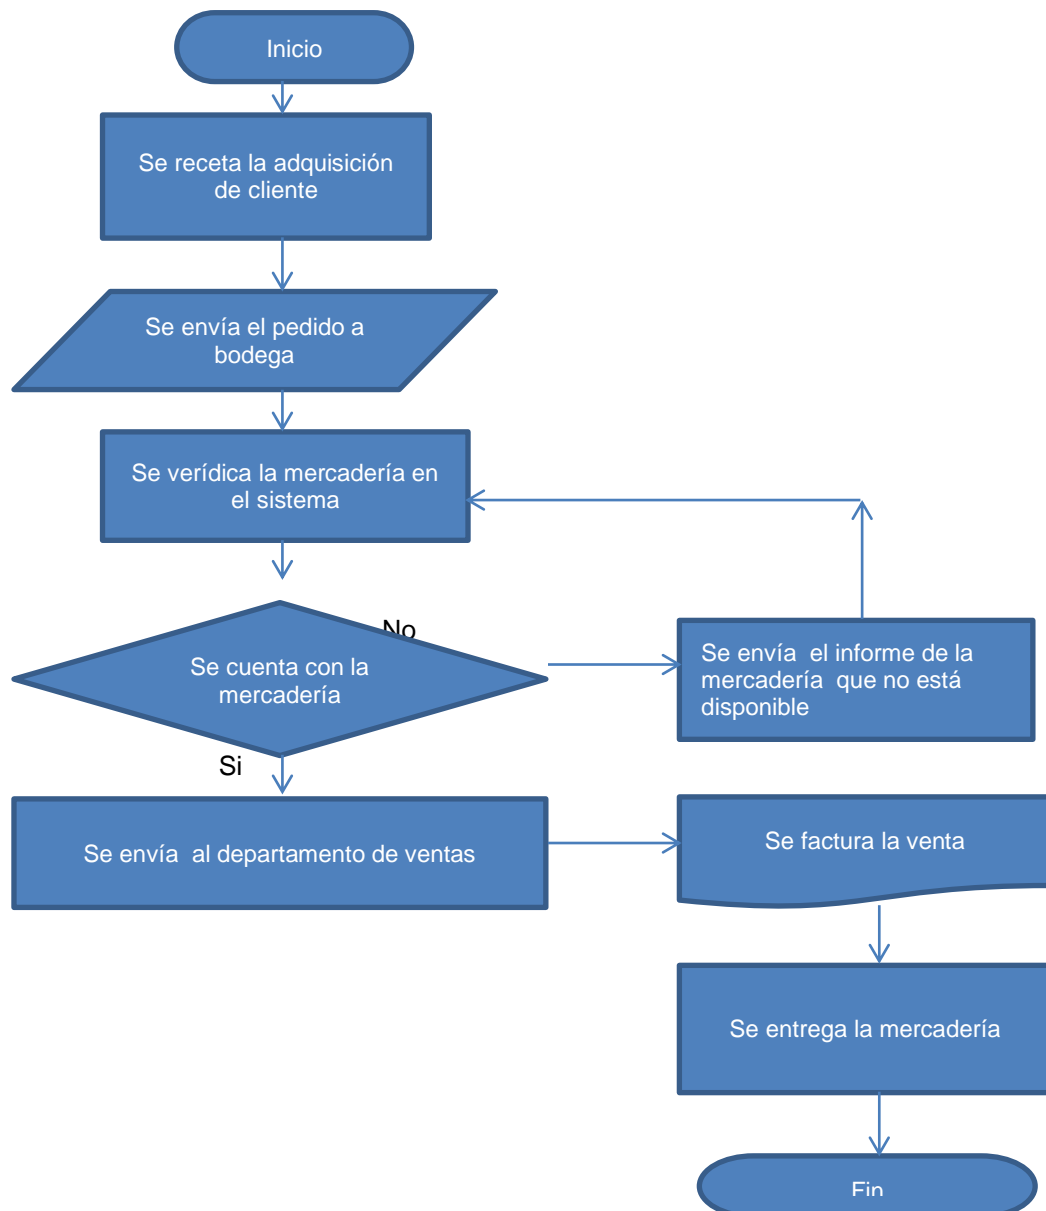 Inicio
Se receta la adquisición
de cliente
Se envía el pedido a
bodega
Se verídica la mercadería en
el sistema
No
Se cuenta con la
mercadería
Se envía  el informe de la
mercadería  que no está
disponible
Si
Se envía  al departamento de ventas
Se factura la venta
Se entrega la mercadería
Fin